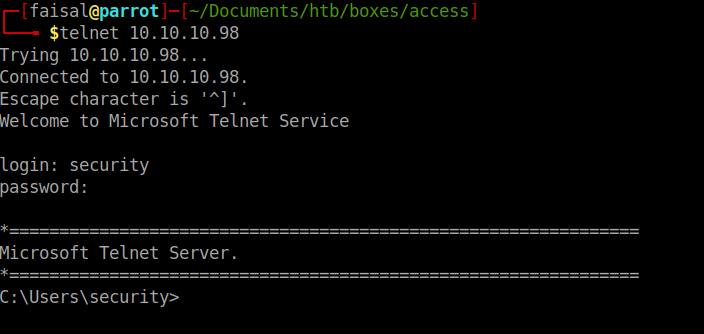 ┌─[faisal@parrot]─[~/Documents/htb/boxes/access]
└──╼ $telnet 10.10.10.98
Trying 10.10.10.98...
Connected to 10.10.10.98.
Escape character is '^]'.
Welcome to Microsoft Telnet Service
login: security
password:
*===============================================================
Microsoft Telnet Server.
*===============================================================
C:\Users\security>